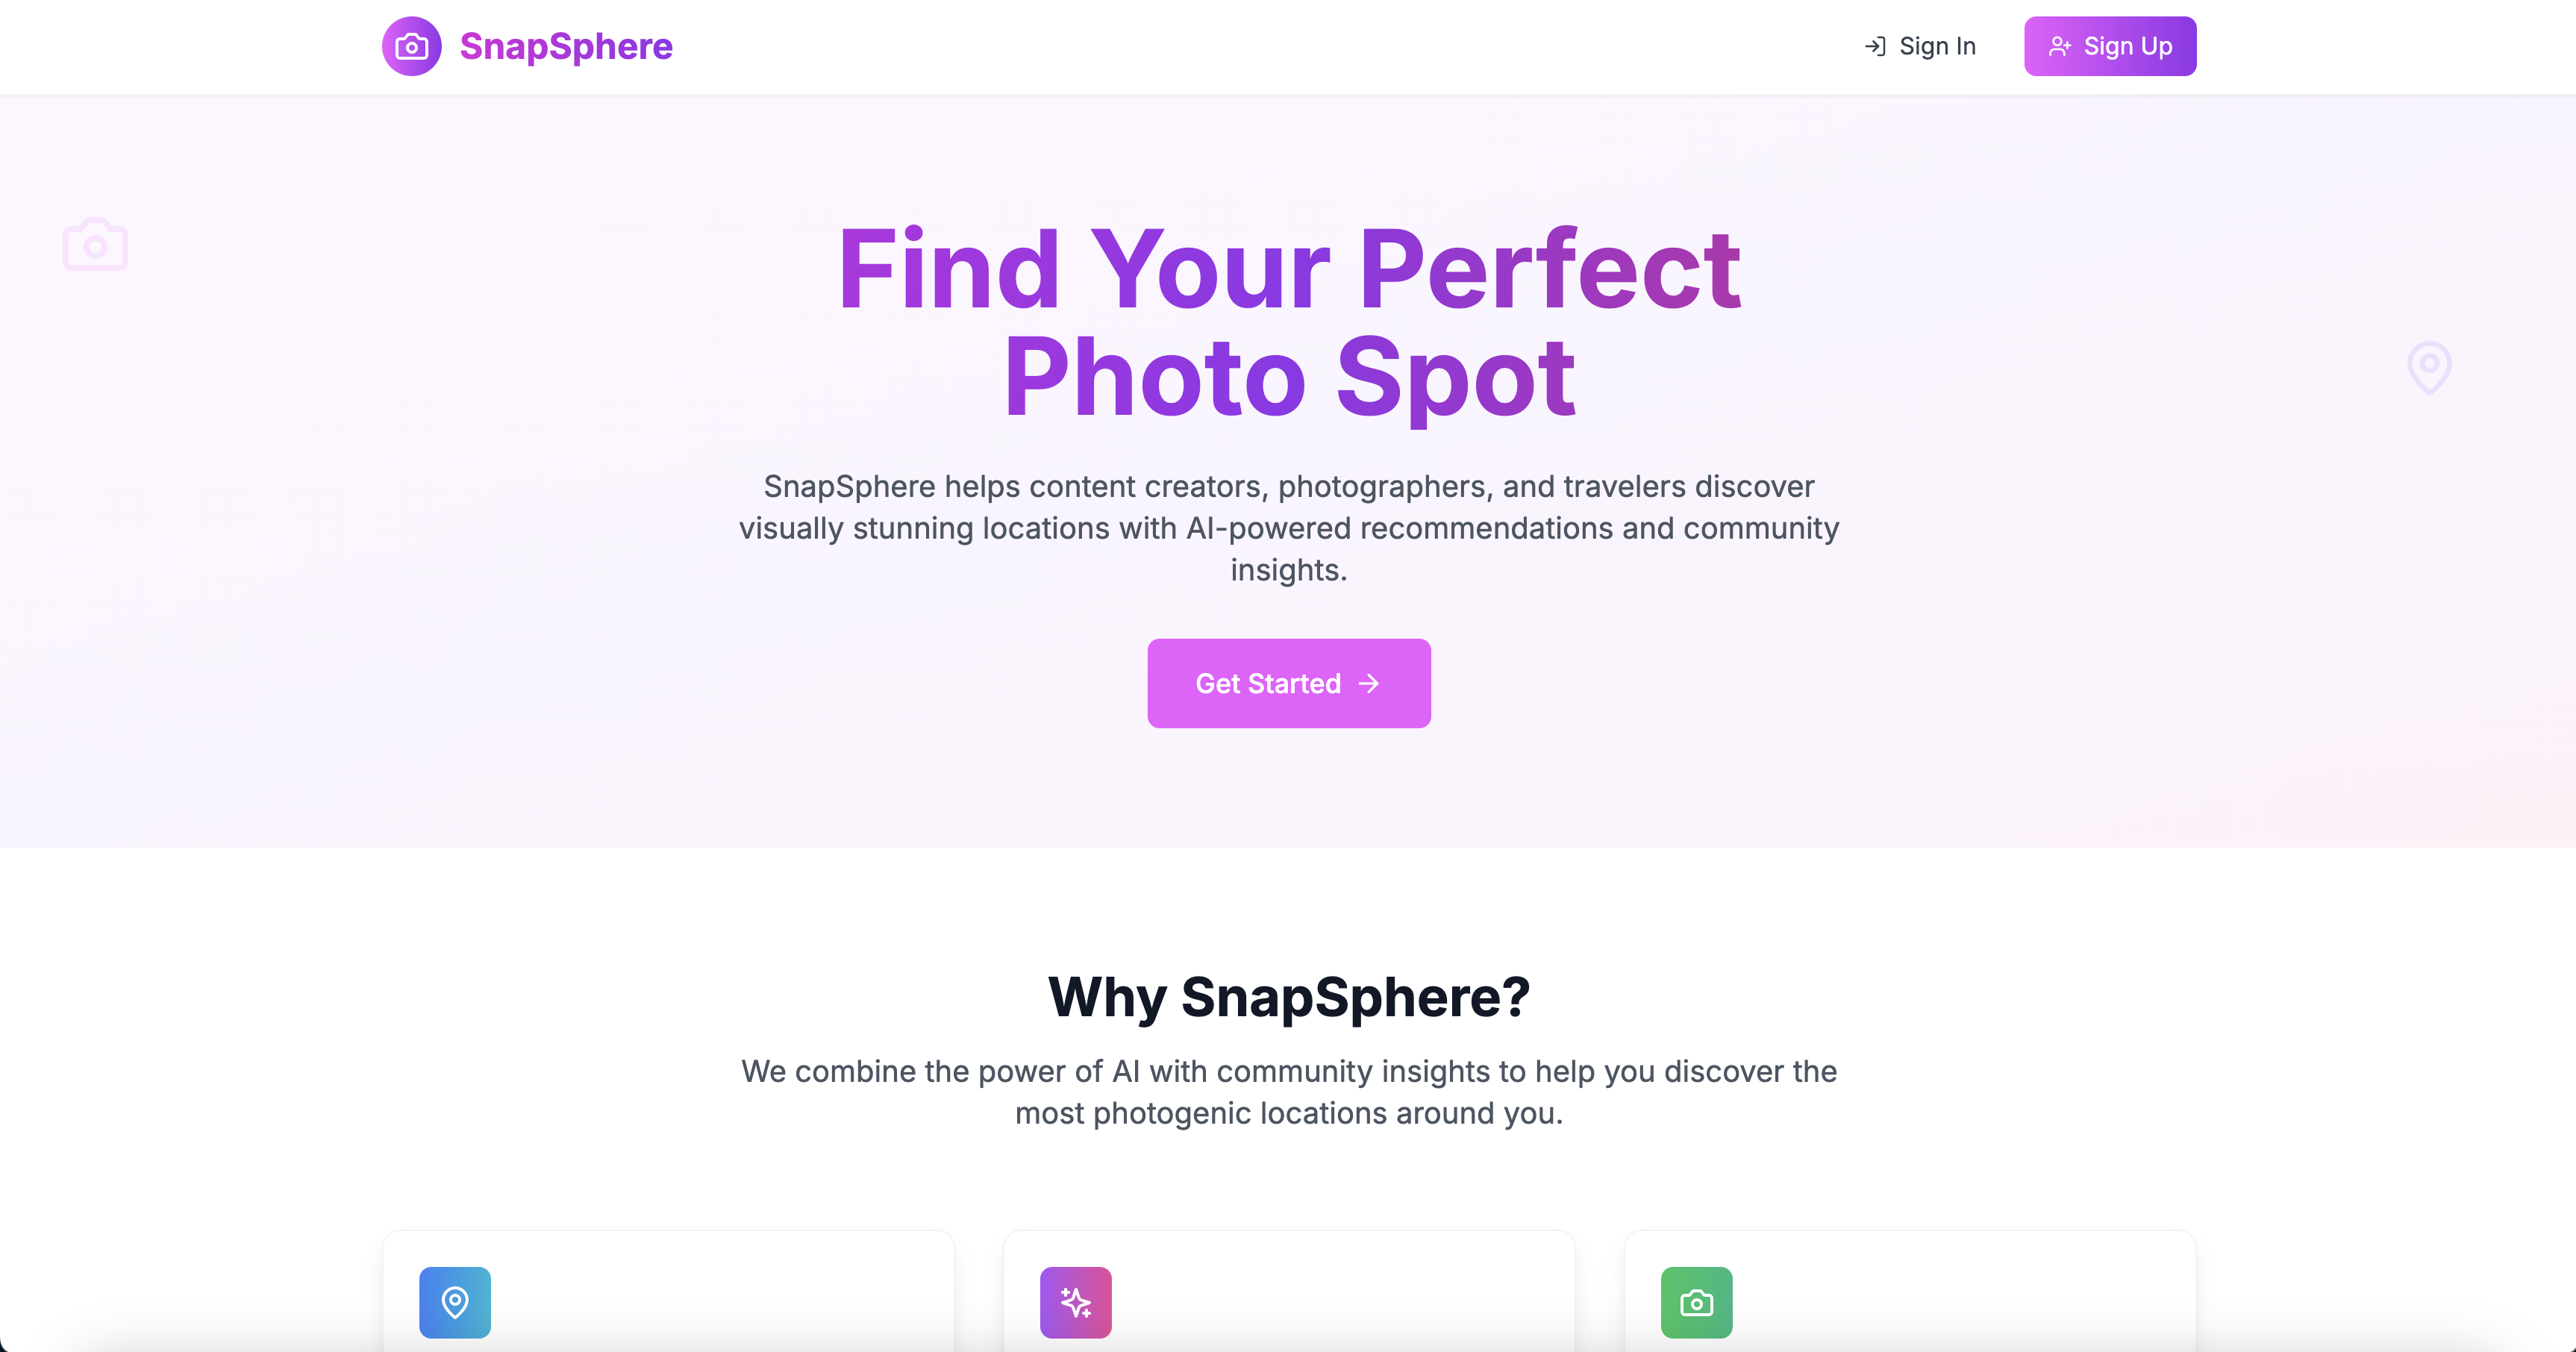 SnapSphere
Sign In
Sign Up
Find Your Perfect
Photo Spot
SnapSphere helps content creators, photographers, and travelers discover
visually stunning locations with AI-powered recommendations and community
insights.
Get Started
Why SnapSphere?
We combine the power of AI with community insights to help you discover the
most photogenic locations around you.